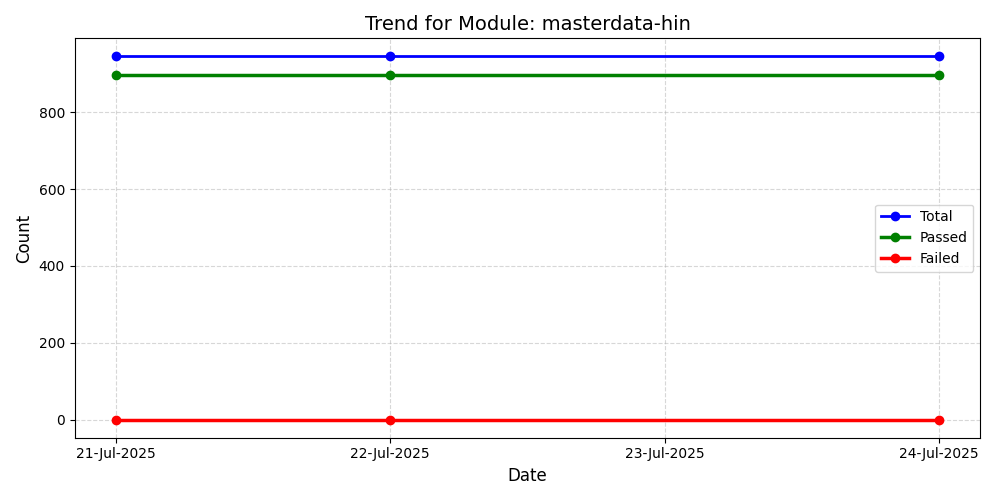 Trend for Module: masterdata-hin
Count
800
600
400
200
0
Total
Passed
Failed
21-Jul-2025
22-Jul-2025
23-Jul-2025
24-Jul-2025
Date